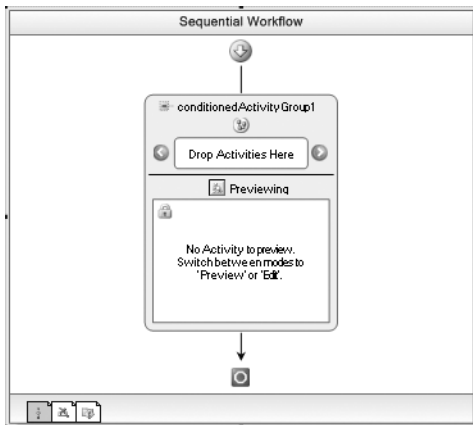 Sequential Workflow
conditionedActivityGroup1
Drop Activities Here
Previewing
No Activity to preview.
Switch between modes to
'Preview' or 'Edit'.